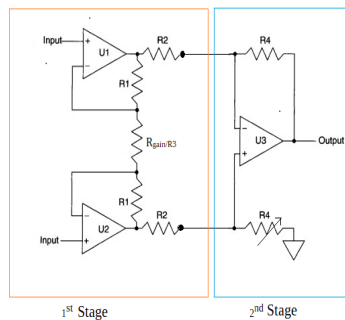 Input
U1
R2
R4
R1
Rgain/R3
U3
Output
R1
R2
R4
Input
U2
1st Stage
2nd Stage